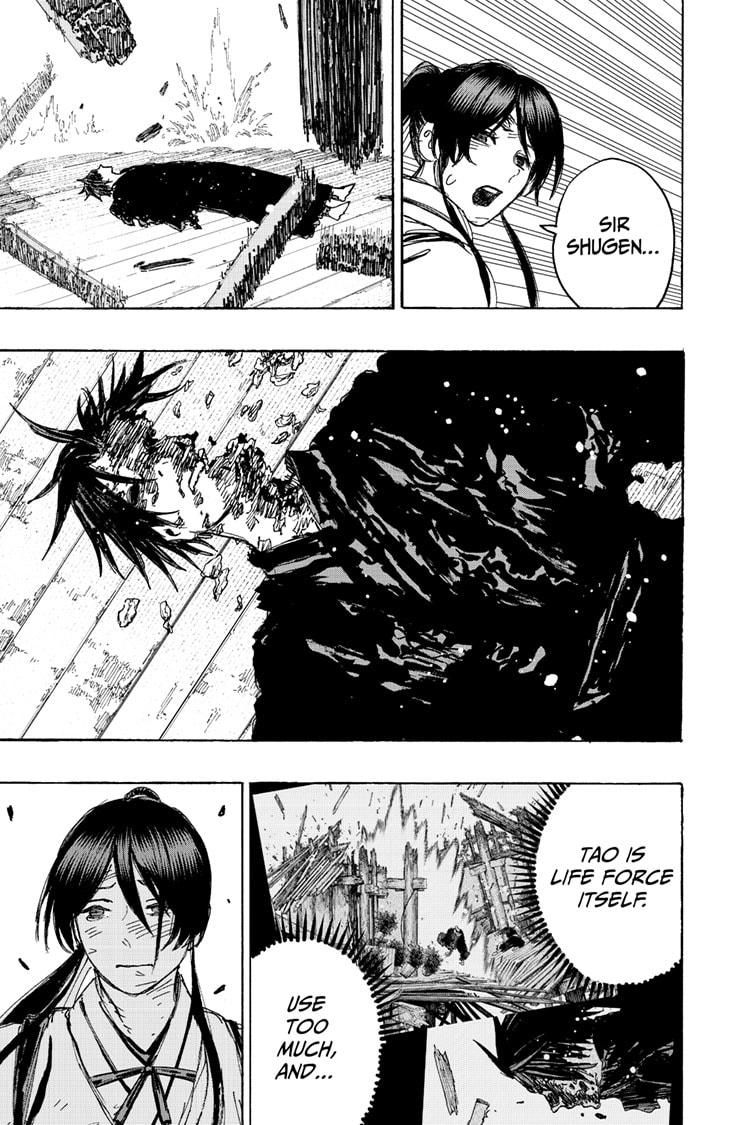 SIR
SHUGEN...
TAO IS
LIFE FORCE
ITSELF.
USE
TOO
MUCH,
AND...